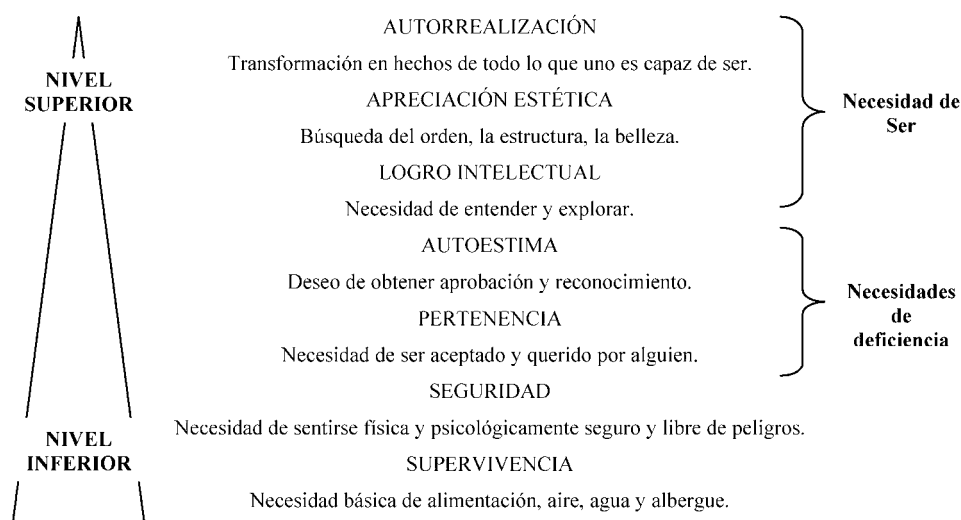 AUTORREALIZACIÓN
Transformación en hechos de todo lo que uno es capaz de ser.
NIVEL
SUPERIOR
APRECIACIÓN ESTÉTICA
Búsqueda del orden, la estructura, la belleza.
LOGRO INTELECTUAL
Necesidad de entender y explorar.
Necesidad de
Ser
AUTOESTIMA
Deseo de obtener aprobación y reconocimiento.
PERTENENCIA
Necesidad de ser aceptado y querido por alguien.
Necesidades
de
deficiencia
SEGURIDAD
Necesidad de sentirse física y psicológicamente seguro y libre de peligros.
NIVEL
INFERIOR
SUPERVIVENCIA
Necesidad básica de alimentación, aire, agua y albergue.